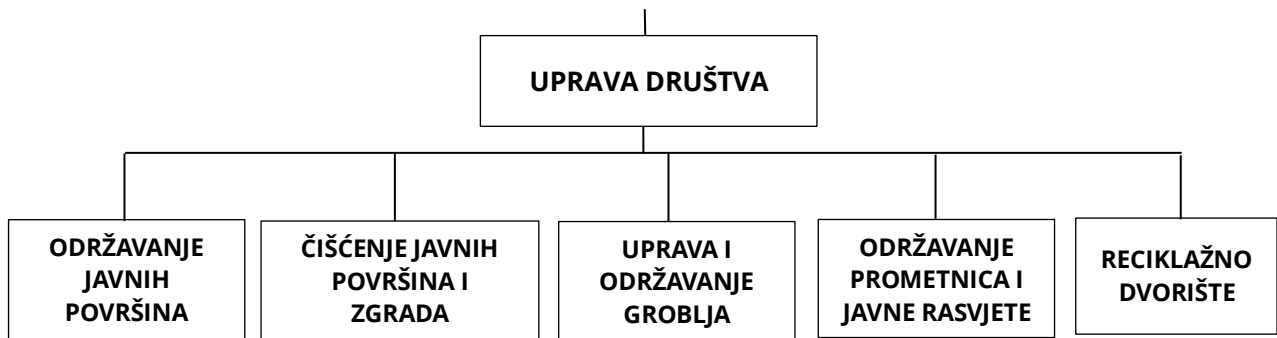 UPRAVA DRUŠTVA
ODRŽAVANJE
JAVNIH
POVRŠINA
ČIŠĆENJE JAVNIH
POVRŠINA I
ZGRADA
UPRAVA I
ODRŽAVANJE
GROBLJA
ODRŽAVANJE
PROMETNICA I
JAVNE RASVJETE
RECIKLAŽNO
DVORIŠTE